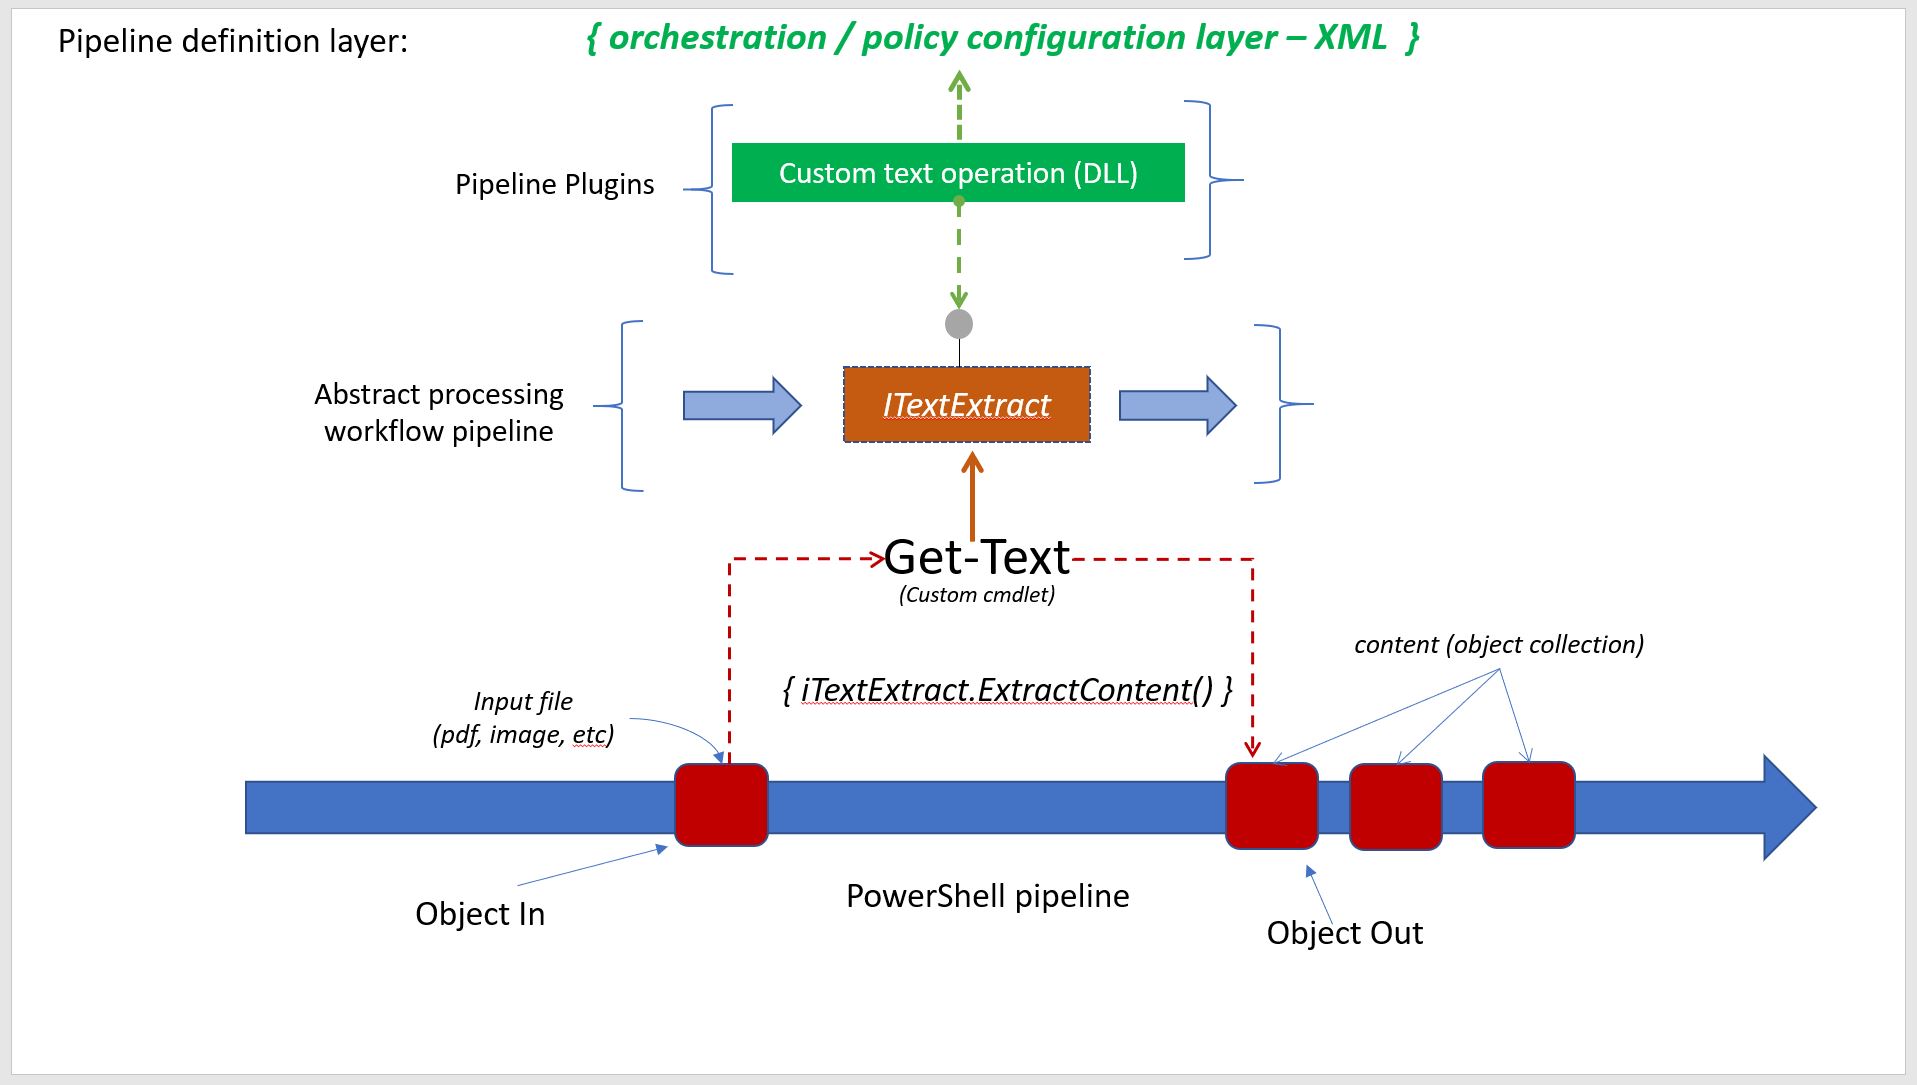 Pipeline definition layer:
{ orchestration / policy configuration layer – XML }
Pipeline Plugins
Custom text operation (DLL)
Abstract processing
workflow pipeline
ITextExtract
Get-Text
(Custom cmdlet)
content (object collection)
{ iTextExtract.ExtractContent() }
Input file
(pdf, image, etc)
Object In
PowerShell pipeline
Object Out